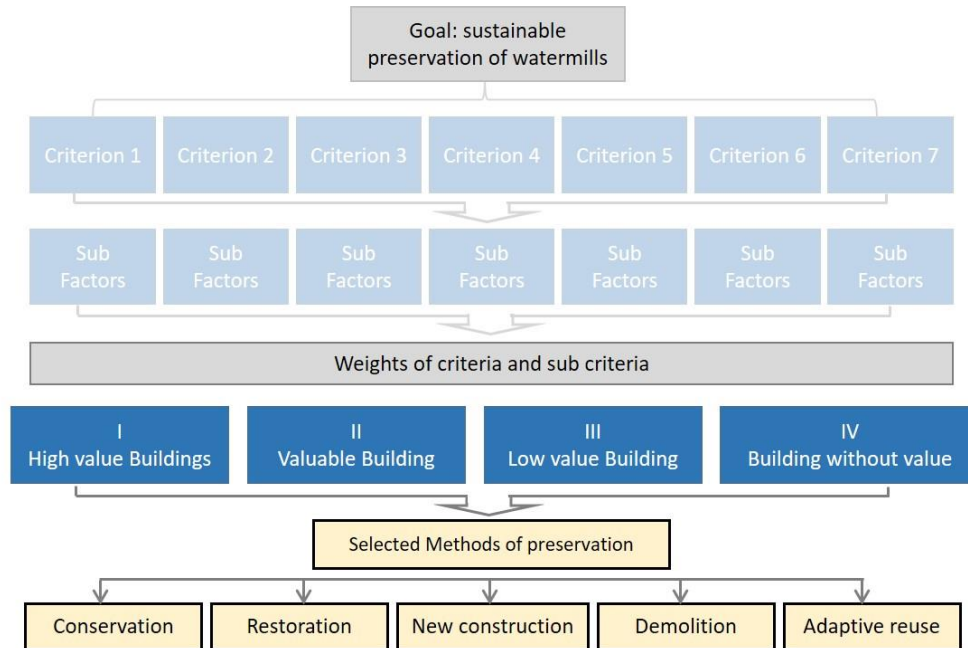 Goal: sustainable
preservation of watermills
Criterion 1 Criterion 2 Criterion 3 Criterion 4 Criterion 5 Criterion 6 Criterion 7
Sub Sub Sub Sub Sub Sub Sub
Factors Factors Factors Factors Factors Factors Factors
Weights of criteria and sub criteria
I II III IV
High value Buildings Valuable Building Low value Building Building without value
Selected Methods of preservation
Conservation Restoration New construction Demolition Adaptive reuse